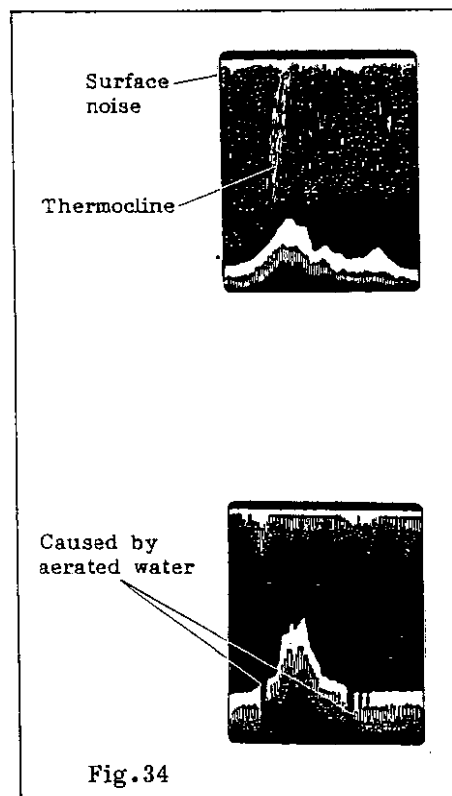 Surface
noise
Thermocline
Caused by
aerated water
Fig.34